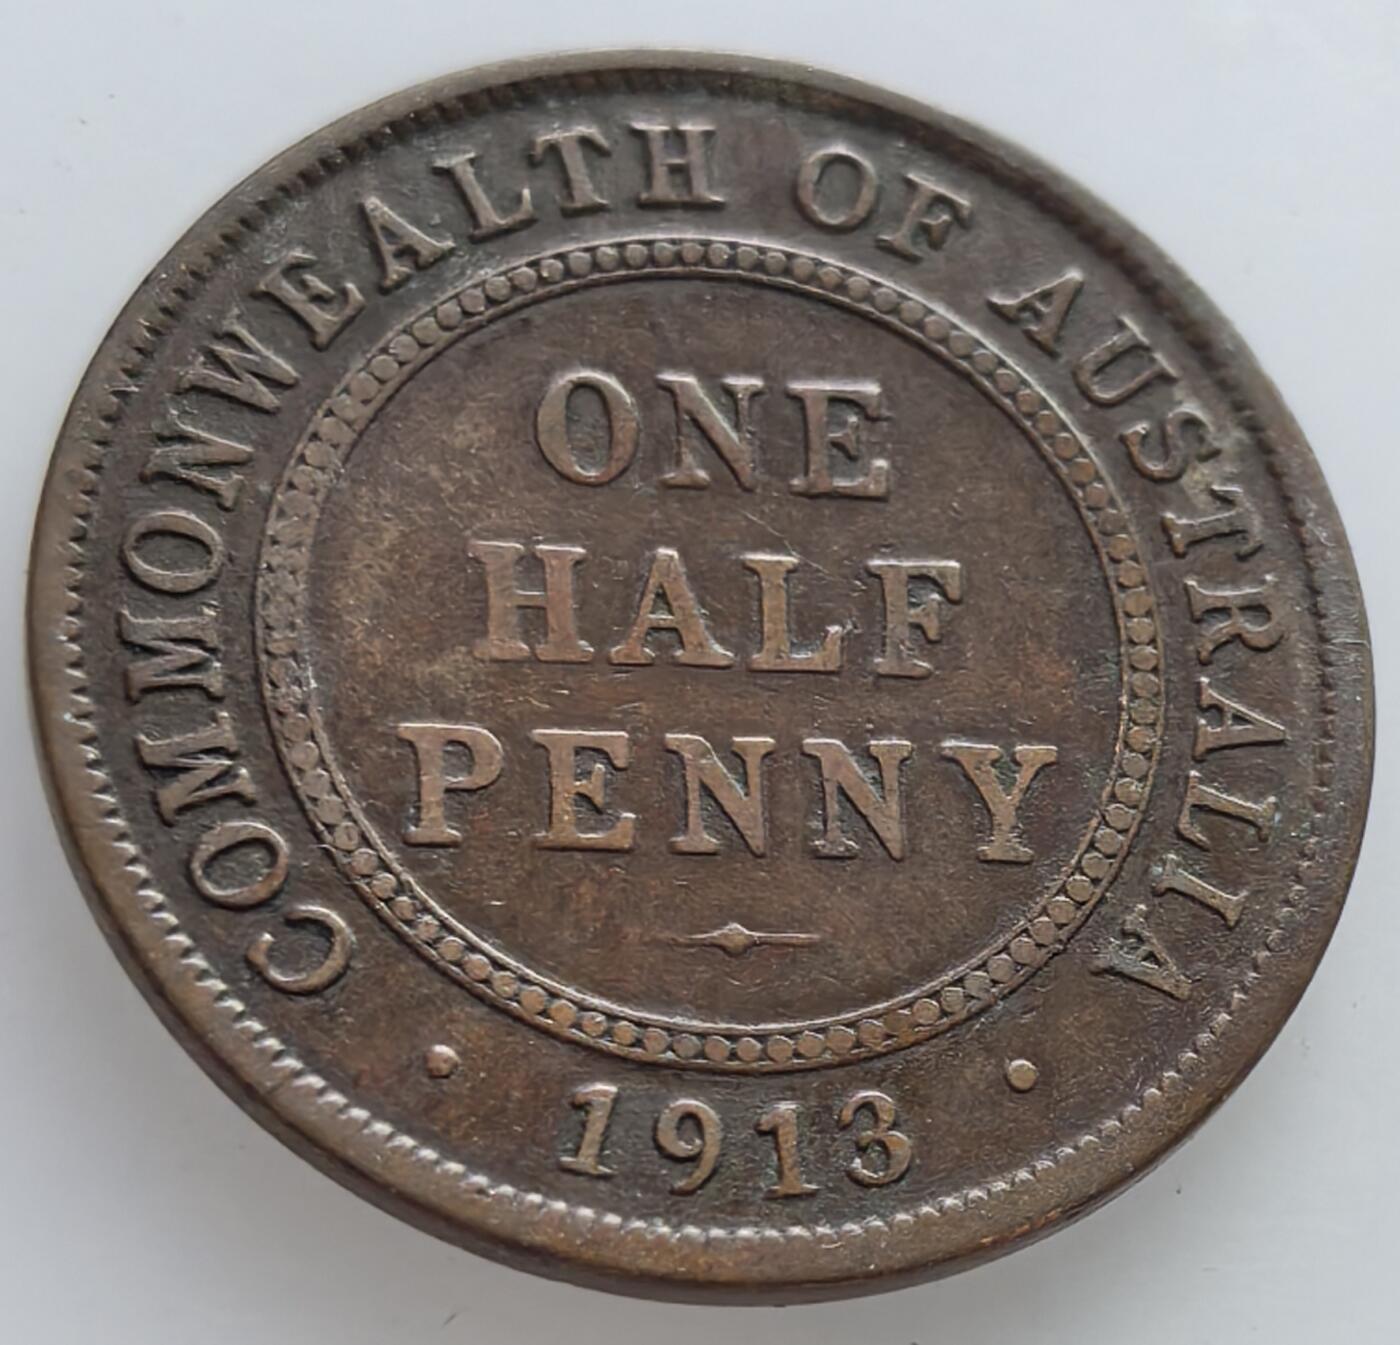 COMMONWEALTH OF AUSTRALIA
ONE
HALF
PENNY
1913